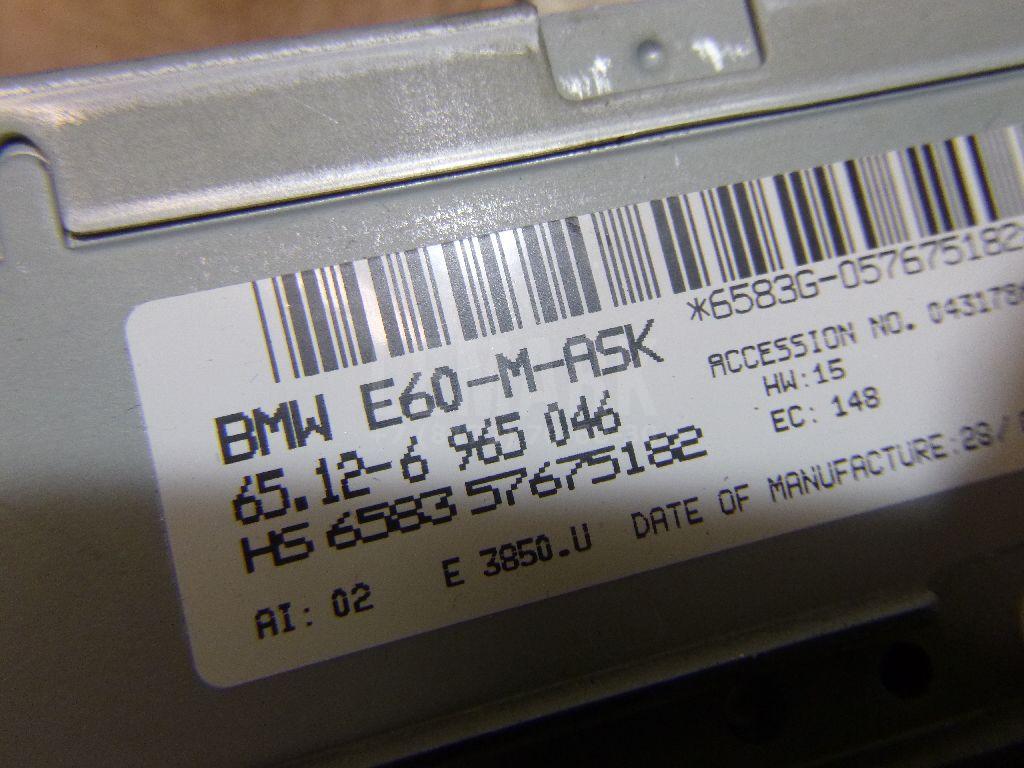 *6583G-057675182
BMW E60-M-ASK
65.12-6 965 046
HS 6583 57675182
ACCESSION NO. 043178
HW:15
EC: 148
AI: 02 E 3850.U DATE OF MANUFACTURE:28/